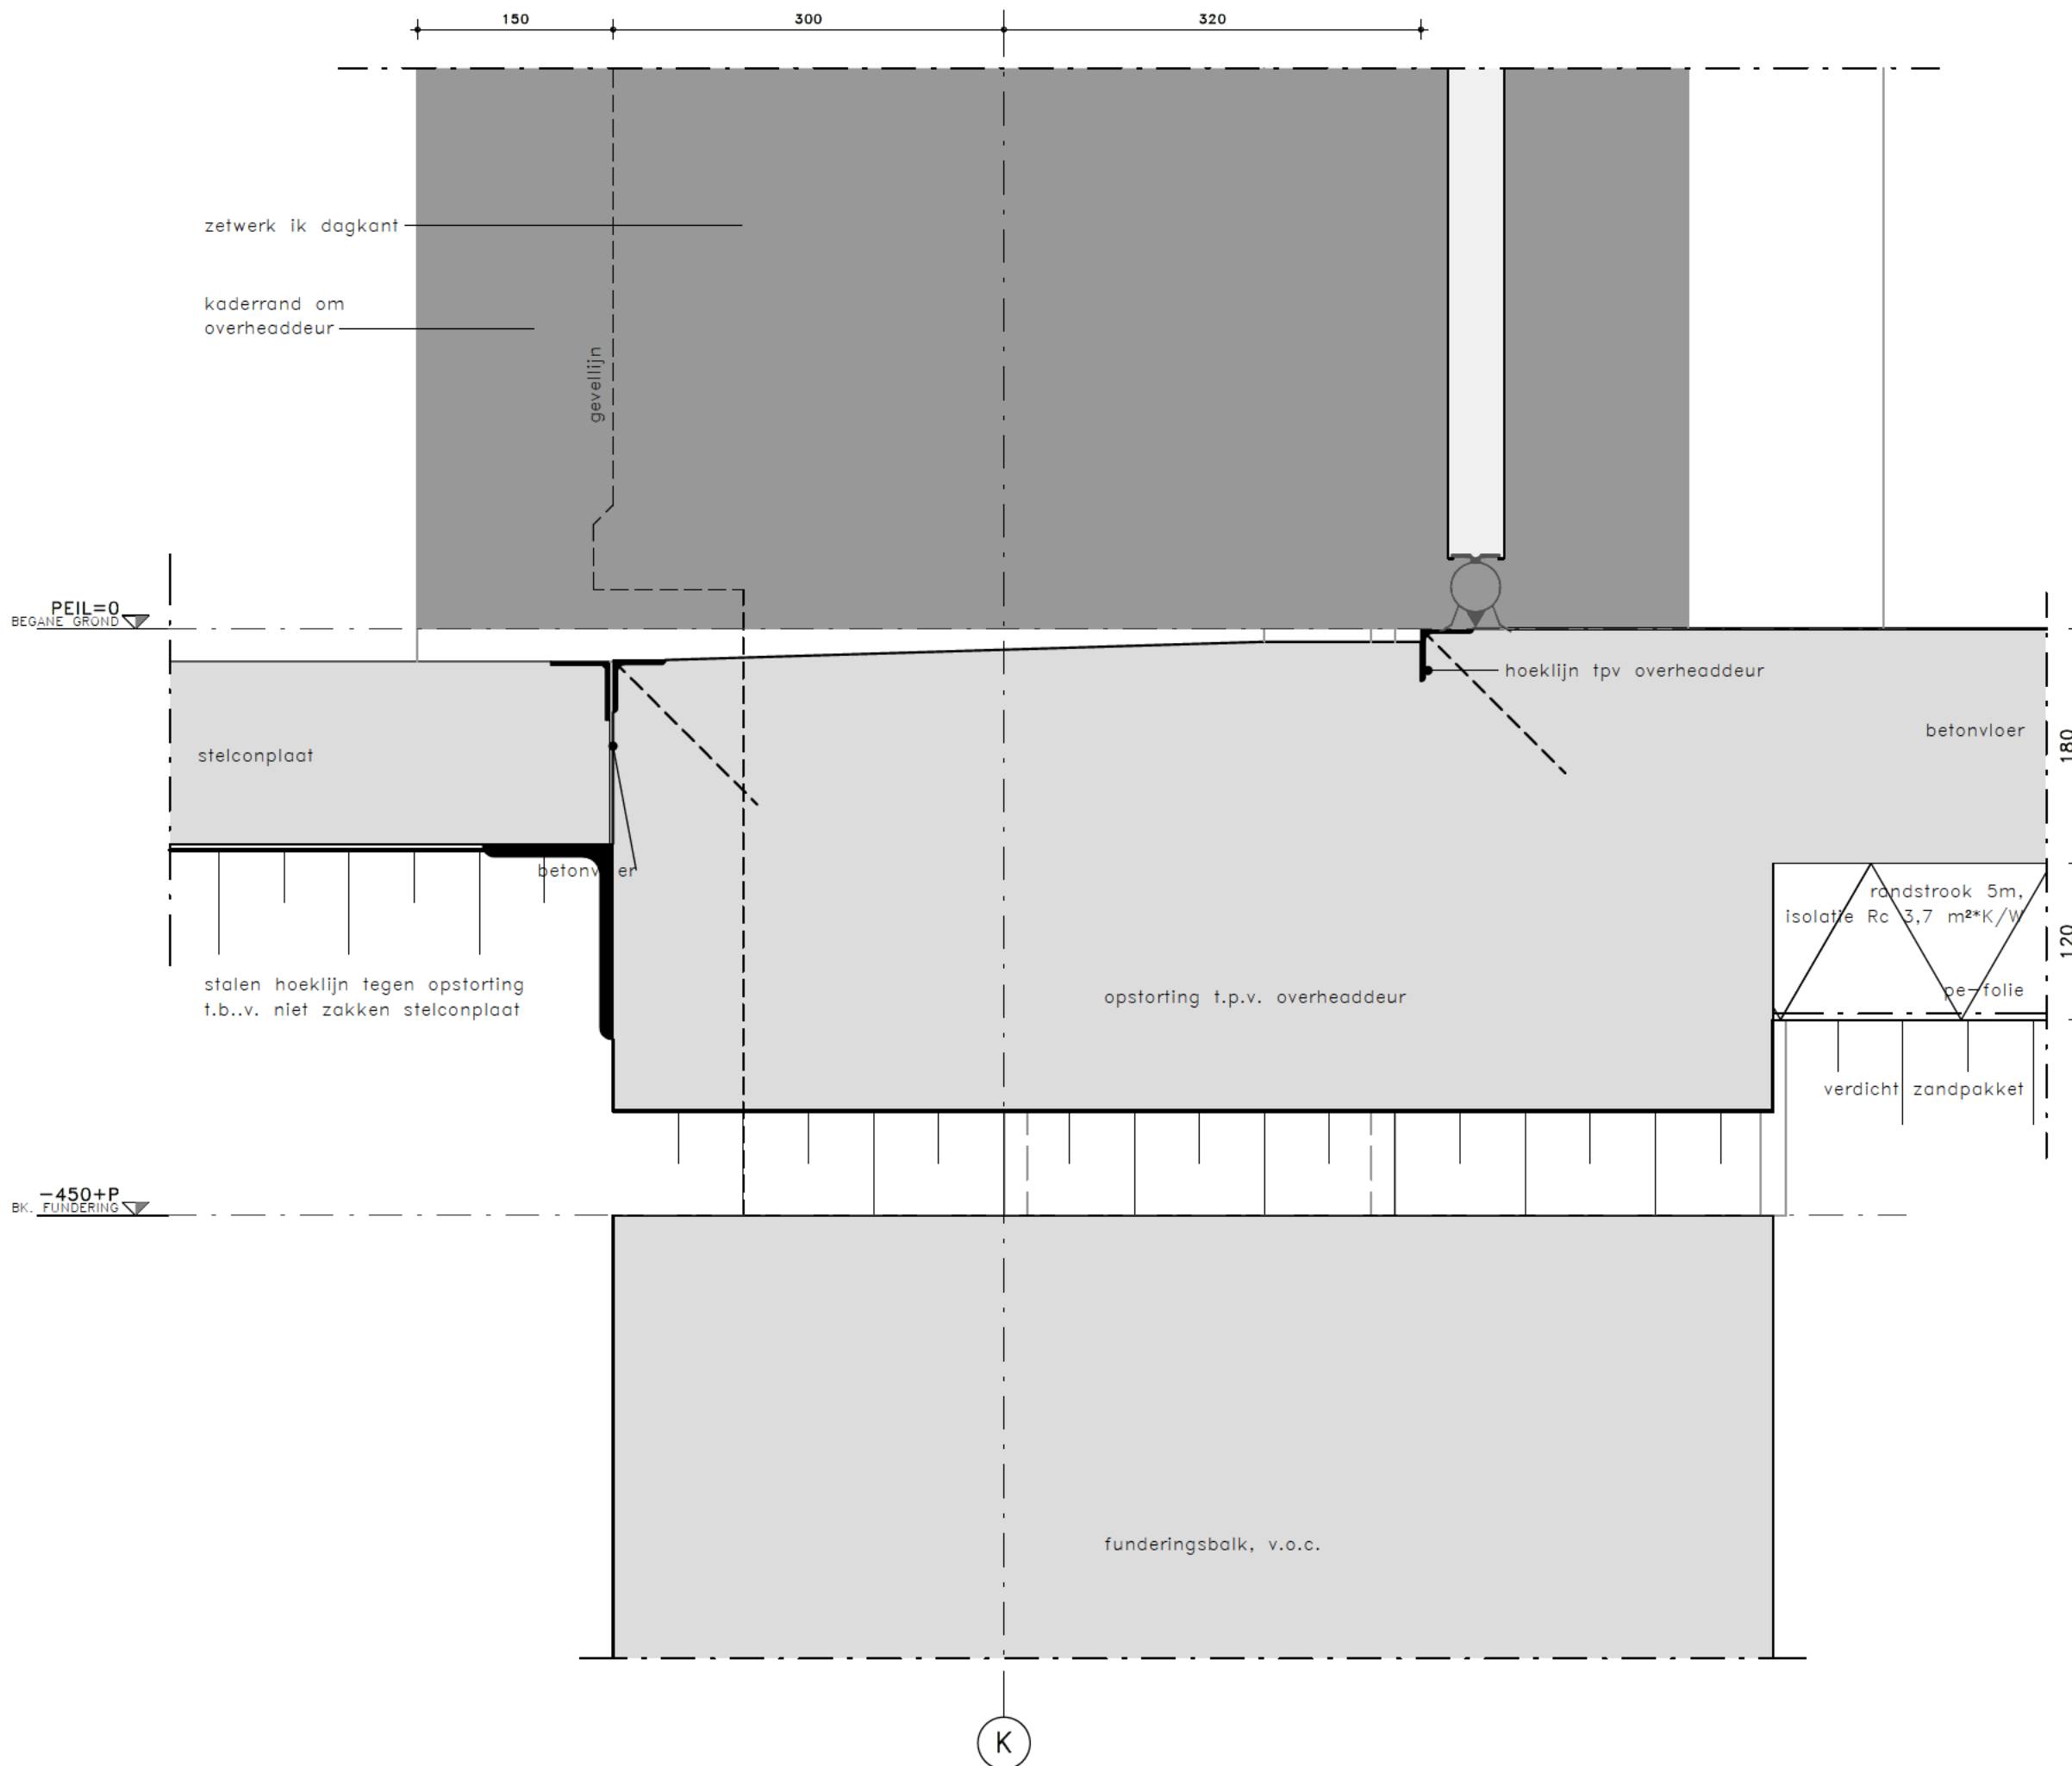 150
300
320
zetwerk ik dagkant
kaderrand om
overheaddeur
gevellijn
PEIL=0
BEGANE GROND
hoeklijn tpv overheaddeur
betonvloer
180
stelconplaat
betonvloer
randstrook 5m,
isolatie Rc 3,7 m²*K/W
120
stalen hoeklijn tegen opstorting
t.b..v. niet zakken stelconplaat
opstorting t.p.v. overheaddeur
pe-folie
verdicht zandpakket
-450+P
BK. FUNDERING
funderingsbalk, v.o.c.
K